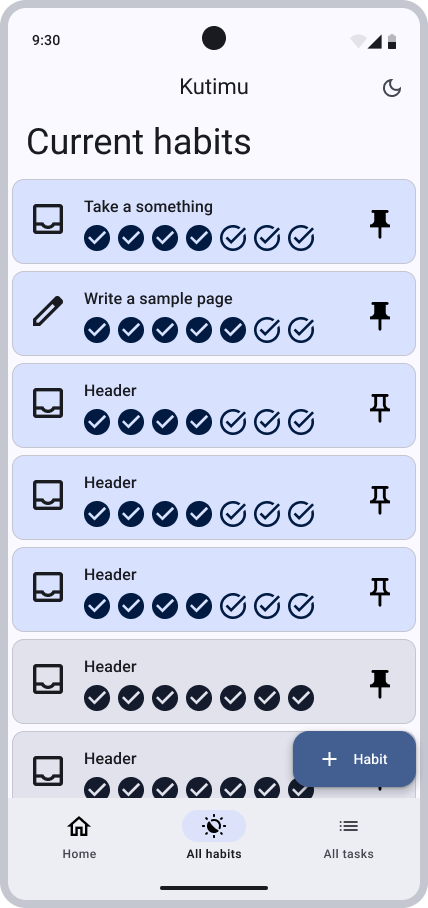 9:30
Kutimu
Current habits
Take a something
Write a sample page
Header
Header
Header
Header
Header
Habit
Home
All habits
All tasks